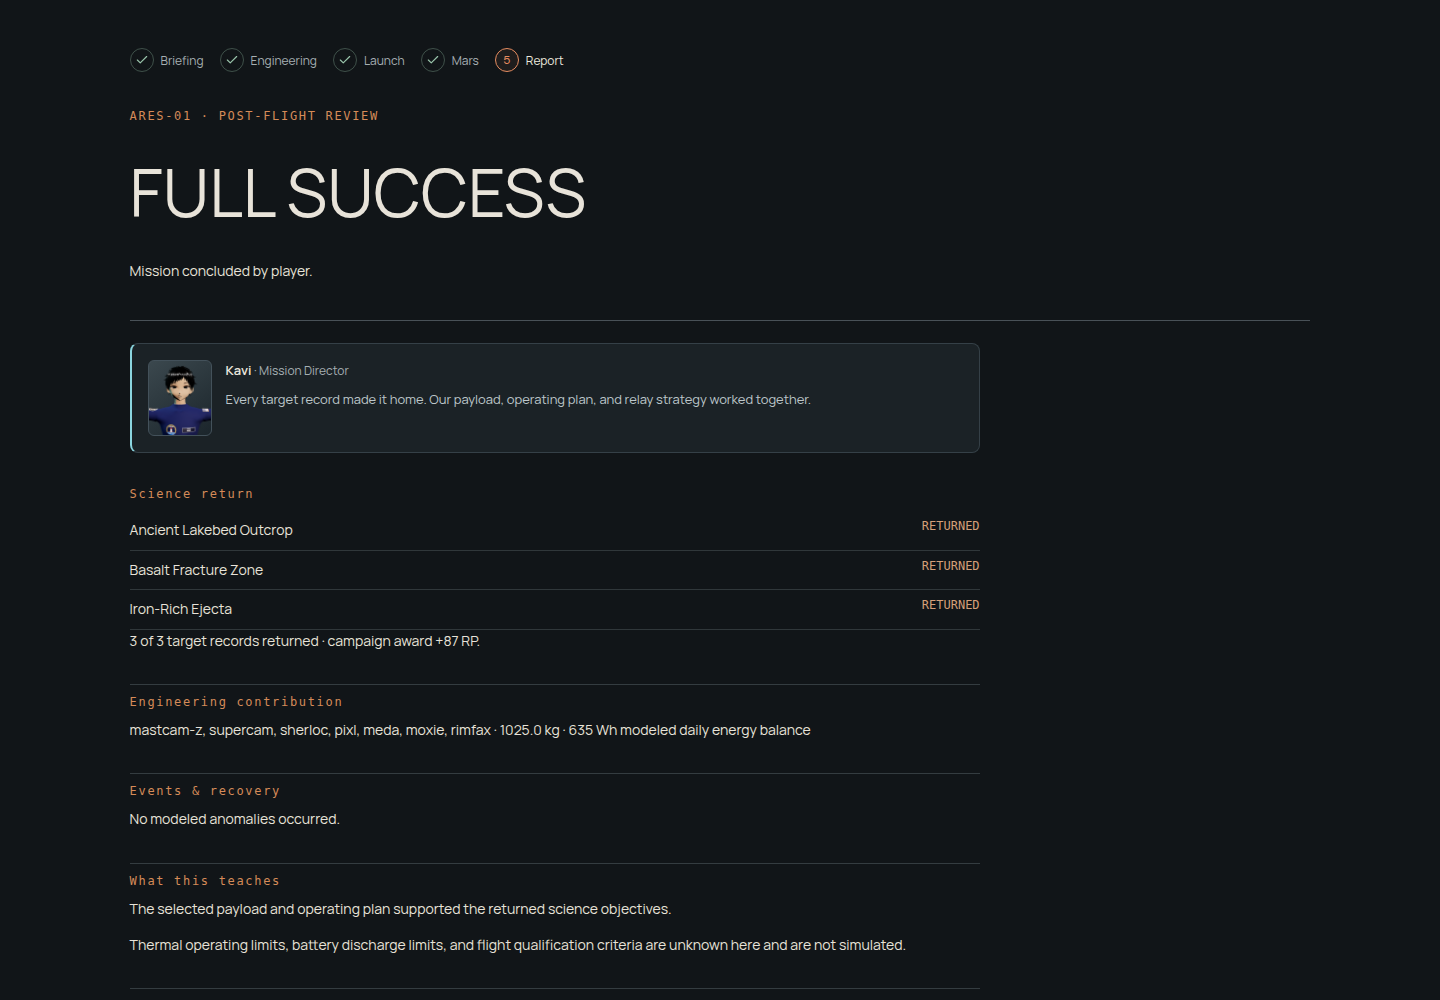 Briefing Engineering Launch Mars 5 Report
ARES-01 · POST-FLIGHT REVIEW
FULL SUCCESS
Mission concluded by player.
Kavi · Mission Director
Every target record made it home. Our payload, operating plan, and relay strategy worked together.
Science return
Ancient Lakebed Outcrop RETURNED
Basalt Fracture Zone RETURNED
Iron-Rich Ejecta RETURNED
3 of 3 target records returned · campaign award +87 RP.
Engineering contribution
mastcam-z, supercam, sherloc, pixl, meda, moxie, rimfax · 1025.0 kg · 635 Wh modeled daily energy balance
Events & recovery
No modeled anomalies occurred.
What this teaches
The selected payload and operating plan supported the returned science objectives.
Thermal operating limits, battery discharge limits, and flight qualification criteria are unknown here and are not simulated.